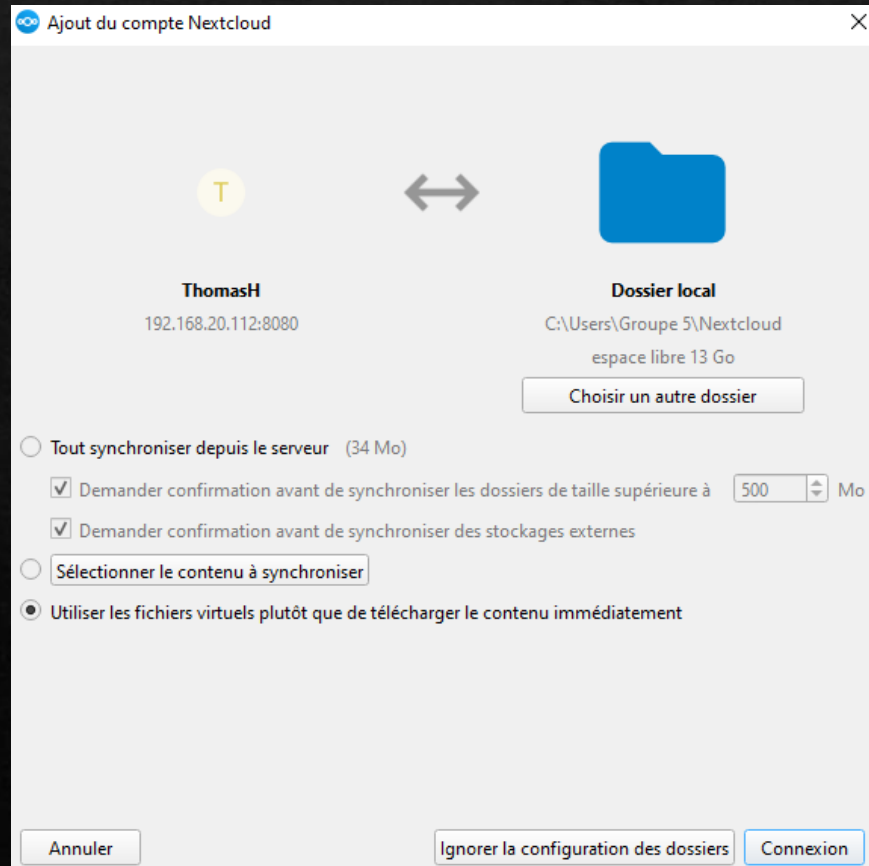 Ajout du compte Nextcloud
T
ThomasH
192.168.20.112:8080
Dossier local
C:\Users\Groupe 5\Nextcloud
espace libre 13 Go
Choisir un autre dossier
Tout synchroniser depuis le serveur (34 Mo)
Demander confirmation avant de synchroniser les dossiers de taille supérieure à 500 Mo
Demander confirmation avant de synchroniser des stockages externes
Sélectionner le contenu à synchroniser
Utiliser les fichiers virtuels plutôt que de télécharger le contenu immédiatement
Annuler Ignorer la configuration des dossiers Connexion